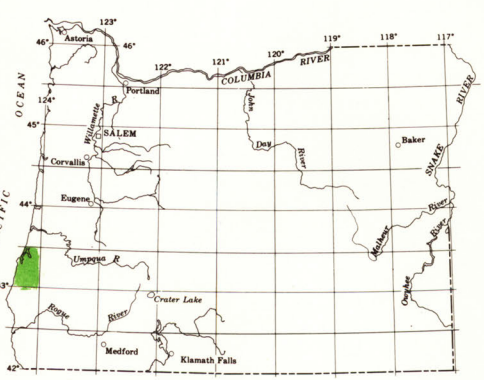 123°
Astoria
46°
46°
122°
121°
120°
119°
118°
117°
COLUMBIA
RIVER
OCEAN
Portland
124°
R
John
RIVER
45°
Willamette
SALEM
Day
River
Baker
Corvallis
SNAKE
Eugene
44°
River
Malheur
River
Umpqua R
Owyhee
3°
Crater Lake
Rogue
River
Medford
Klamath Falls
42°